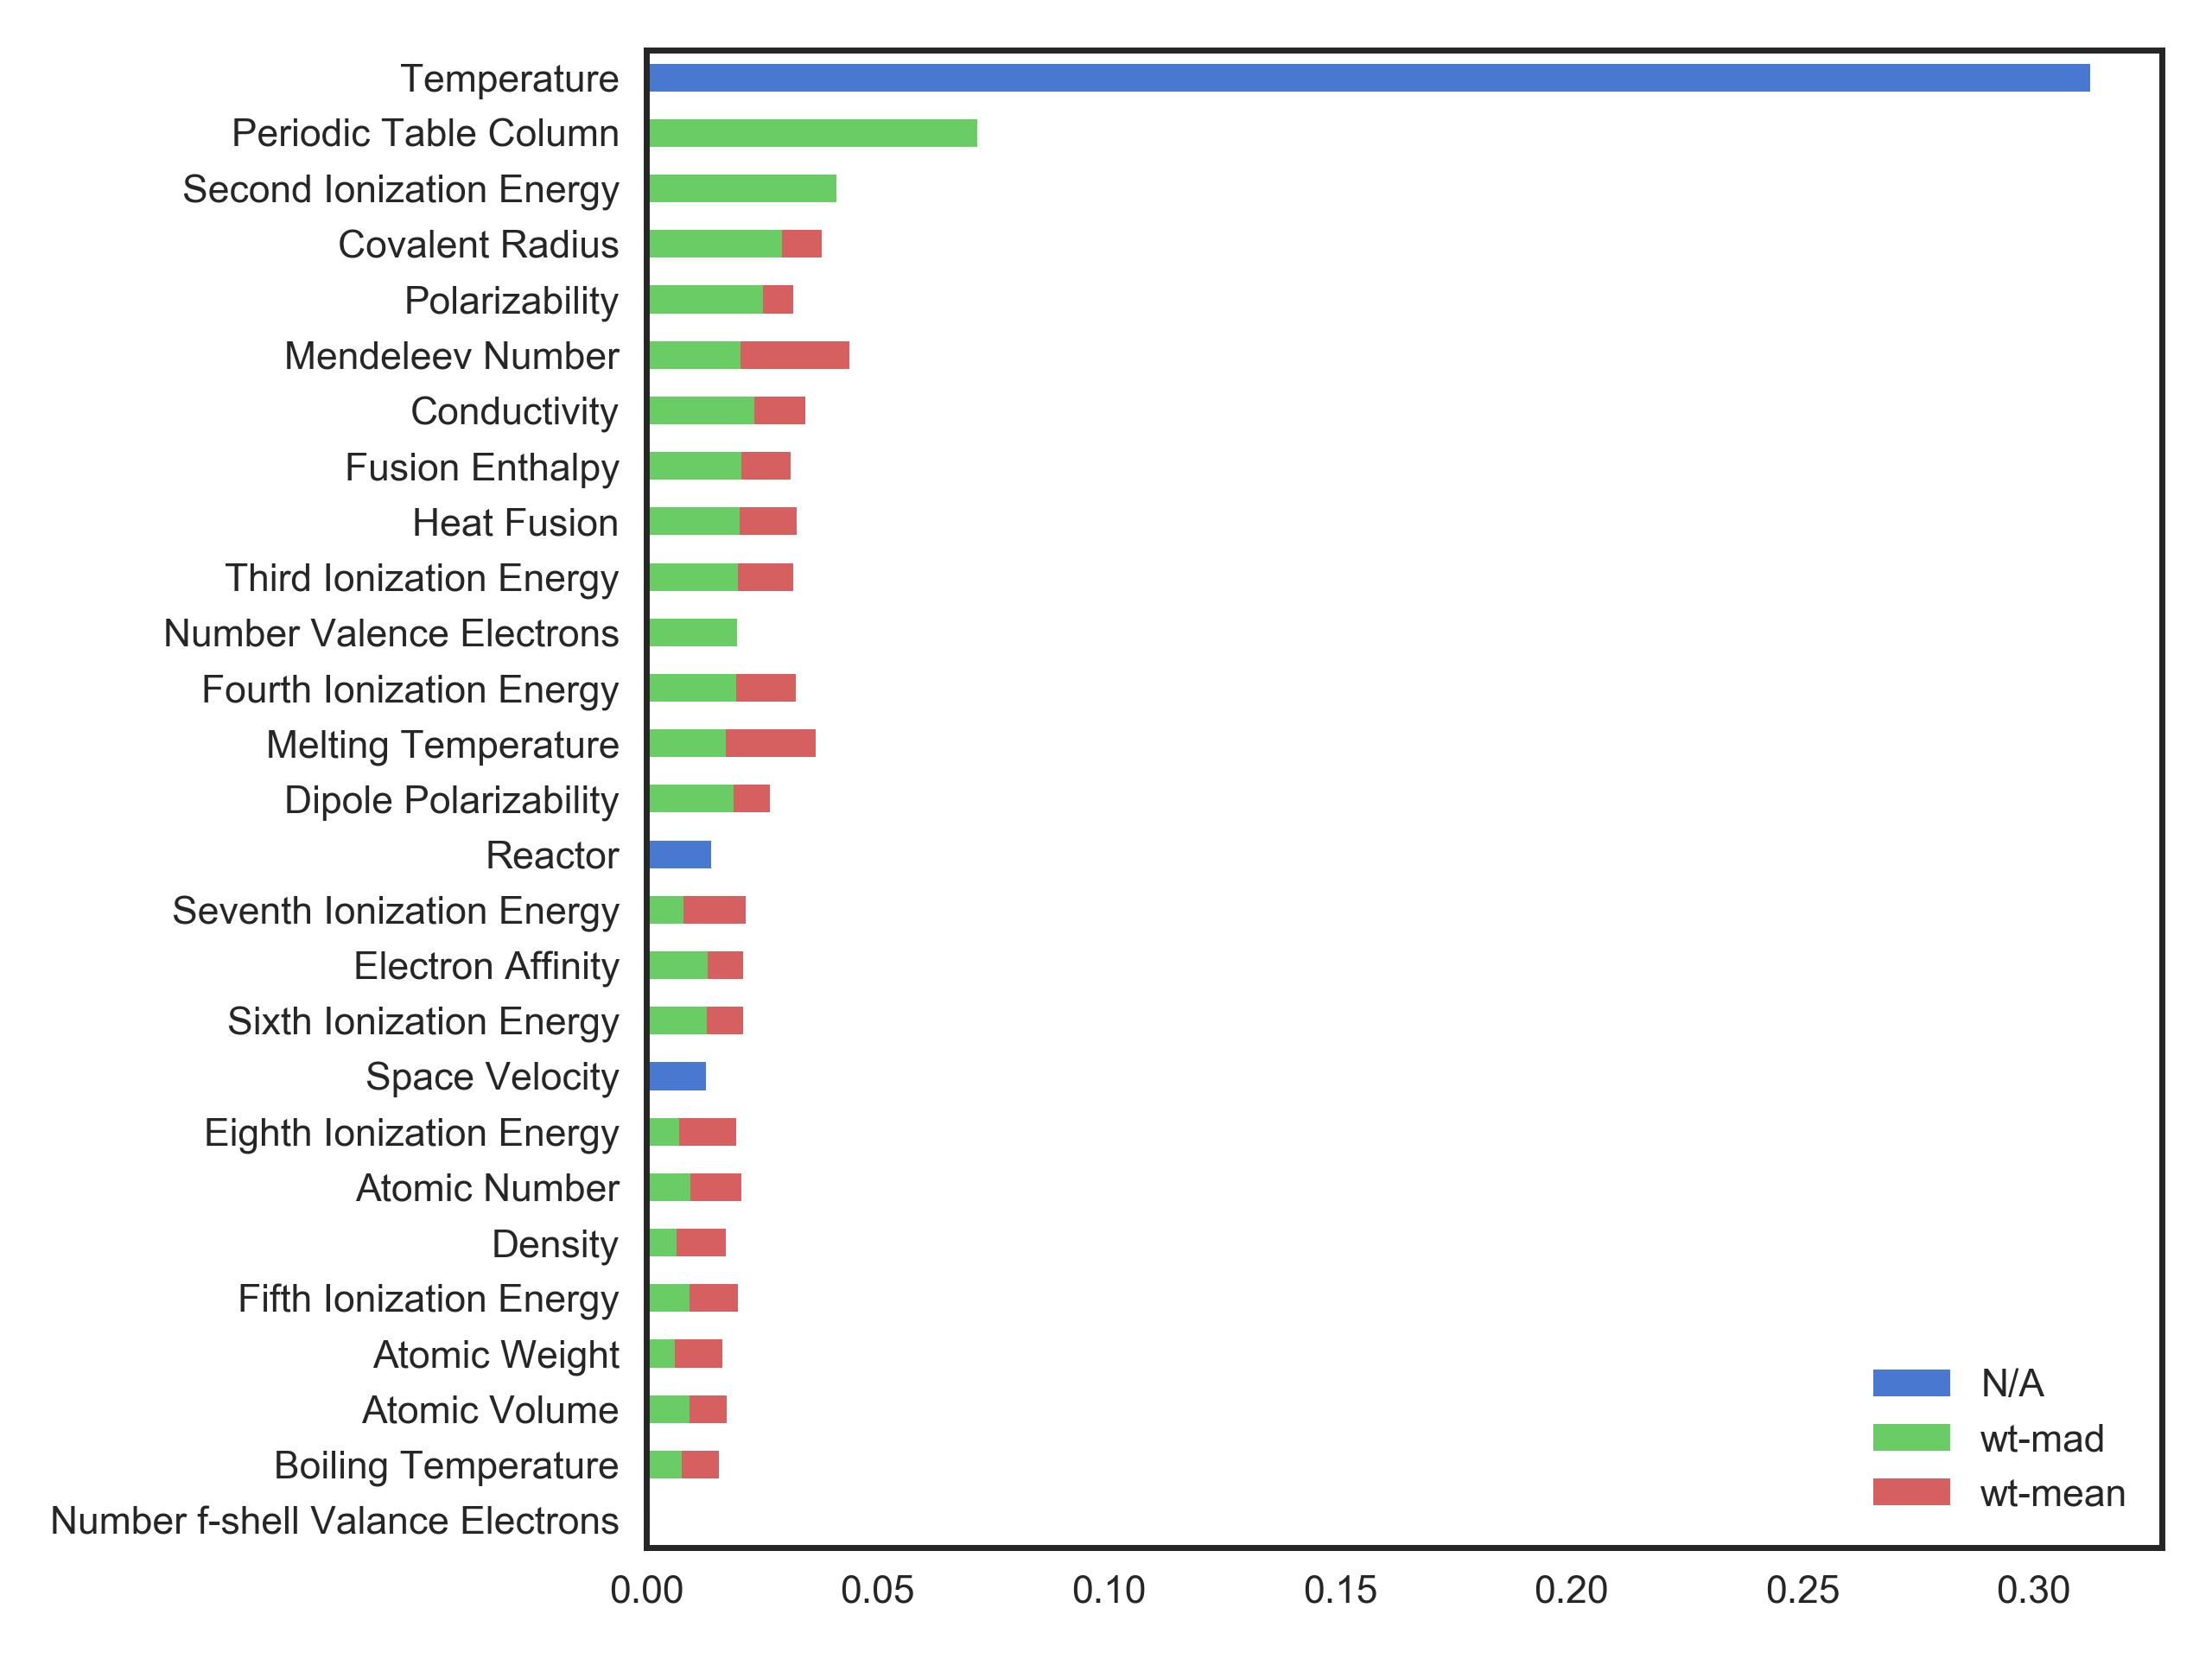 Temperature
Periodic Table Column
Second Ionization Energy
Covalent Radius
Polarizability
Mendeleev Number
Conductivity
Fusion Enthalpy
Heat Fusion
Third Ionization Energy
Number Valence Electrons
Fourth Ionization Energy
Melting Temperature
Dipole Polarizability
Reactor
Seventh Ionization Energy
Electron Affinity
Sixth Ionization Energy
Space Velocity
Eighth Ionization Energy
Atomic Number
Density
Fifth Ionization Energy
Atomic Weight
Atomic Volume
Boiling Temperature
Number f-shell Valance Electrons
N/A
wt-mad
wt-mean
0.00 0.05 0.10 0.15 0.20 0.25 0.30